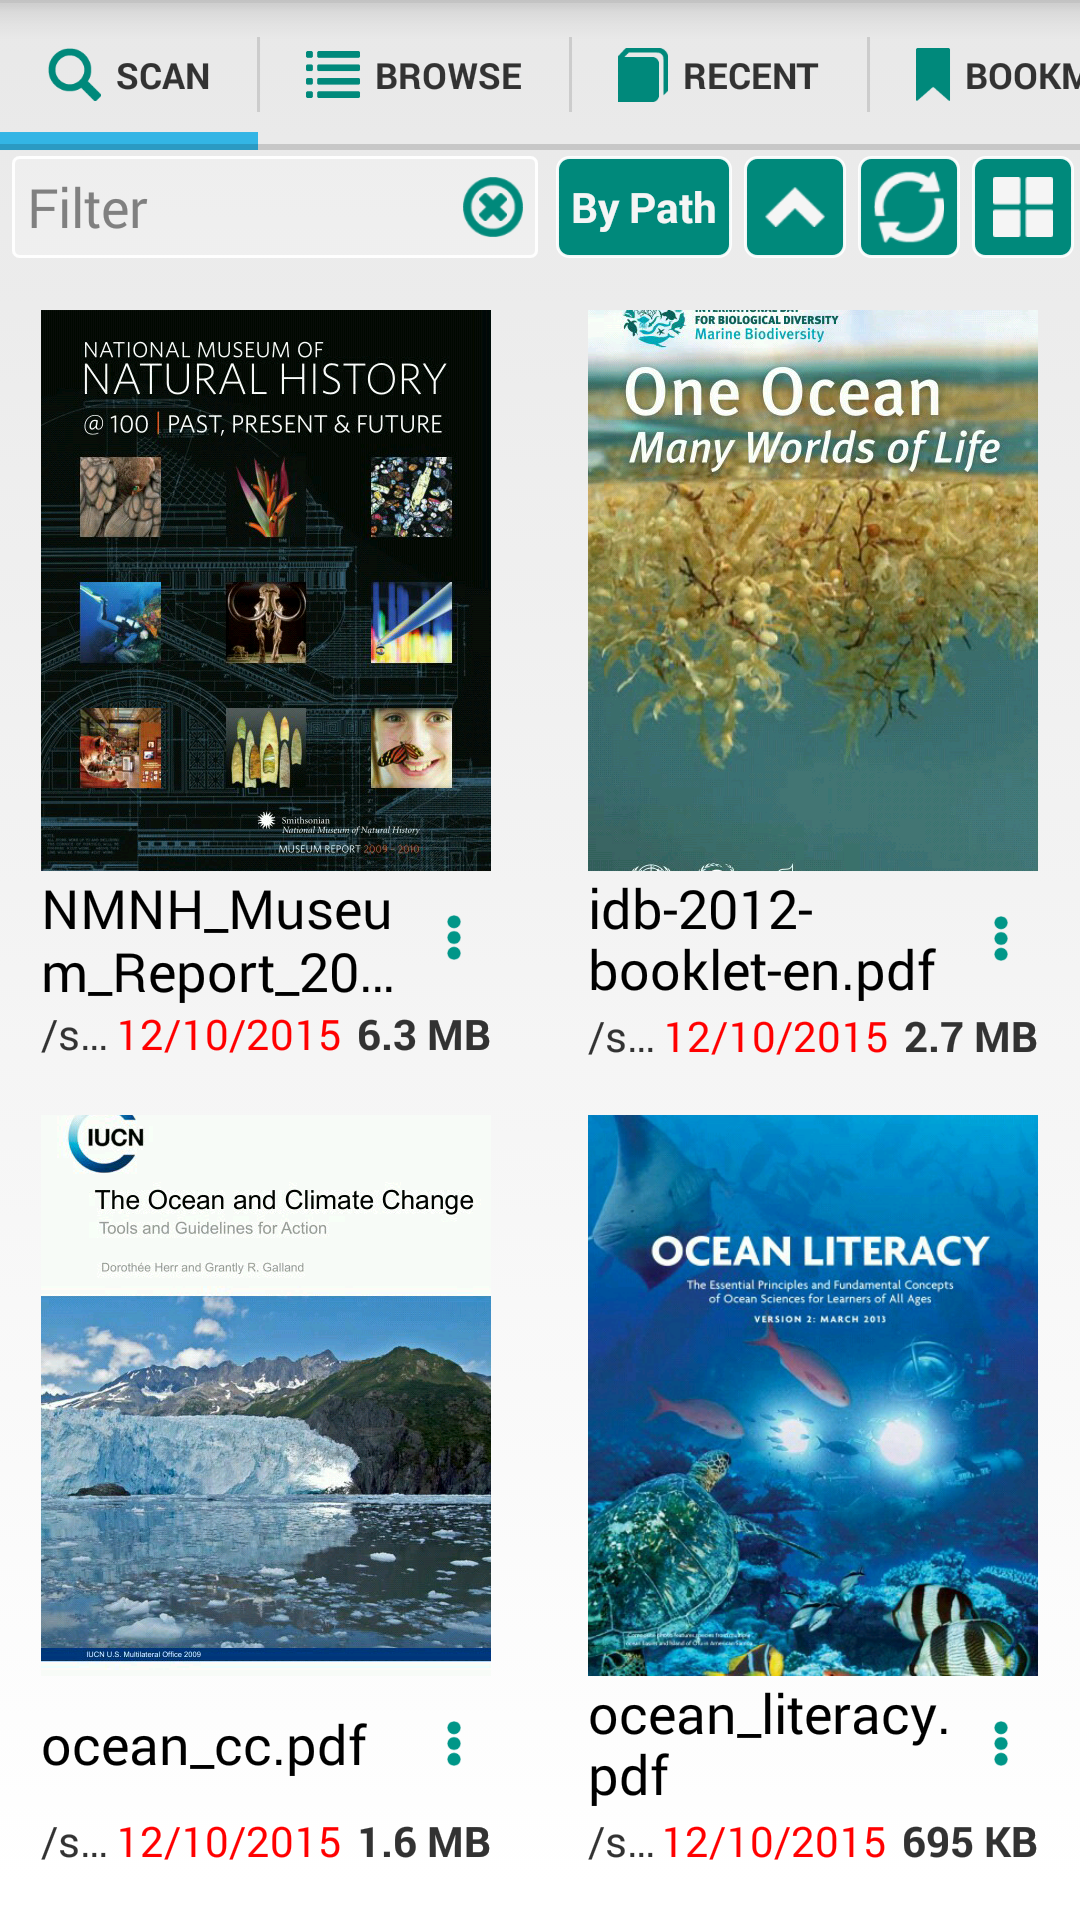 SCAN BROWSE RECENT BOOKM
Filter By Path
NATIONAL MUSEUM OF
NATURAL HISTORY
@ 100 | PAST, PRESENT & FUTURE
Smithsonian
National Museum of Natural History
MUSEUM REPORT 2009 – 2010
NMNH_Museu
m_Report_20...
/s... 12/10/2015 6.3 MB
FOR BIOLOGICAL DIVERSITY
Marine Biodiversity
One Ocean
Many Worlds of Life
idb-2012-
booklet-en.pdf
/s... 12/10/2015 2.7 MB
IUCN
The Ocean and Climate Change
Tools and Guidelines for Action
Dorothée Herr and Grantly R. Galland
IUCN U.S. Multilateral Office 2009
ocean_cc.pdf
/s... 12/10/2015 1.6 MB
OCEAN LITERACY
The Essential Principles and Fundamental Concepts
of Ocean Sciences for Learners of All Ages
VERSION 2: MARCH 2013
ocean_literacy.
pdf
/s... 12/10/2015 695 KB